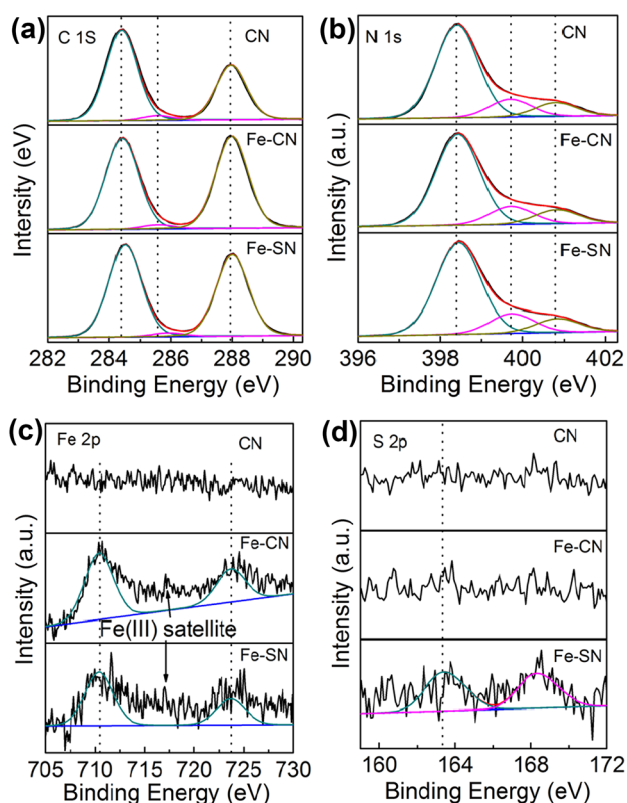 (a)
C 1S
CN
Fe-CN
Fe-SN
Intensity (eV)
282 284 286 288 290
Binding Energy (eV)
(b)
N 1s
CN
Fe-CN
Fe-SN
Intensity (a.u.)
396 398 400 402
Binding Energy (eV)
(c)
Fe 2p
CN
Fe-CN
Fe(III) satellite
Fe-SN
Intensity (a.u.)
705 710 715 720 725 730
Binding Energy (eV)
(d)
S 2p
CN
Fe-CN
Fe-SN
Intensity (a.u.)
160 164 168 172
Binding Energy (eV)